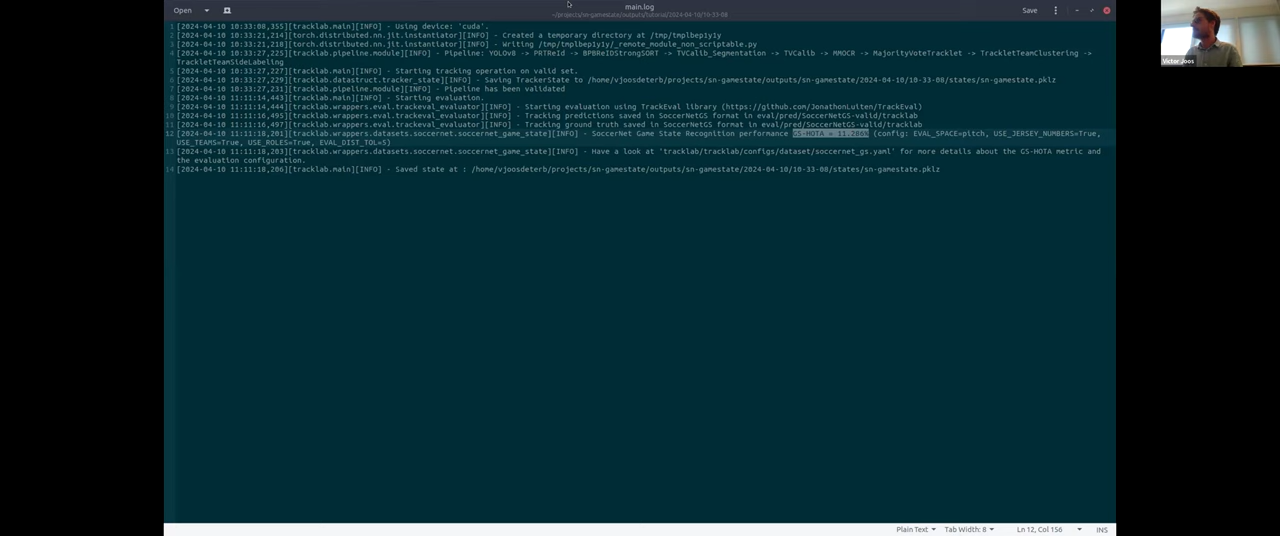 Open
main.log
~/projects/sn-gamestate/outputs/tutorial/2024-04-10/10-33-08
Save
1 [2024-04-10 10:33:08,355][tracklab.main][INFO] - Using device: 'cuda'.
2 [2024-04-10 10:33:21,214][torch.distributed.nn.jit.instantiator][INFO] - Created a temporary directory at /tmp/tmplbep1y1y
3 [2024-04-10 10:33:21,218][torch.distributed.nn.jit.instantiator][INFO] - Writing /tmp/tmplbep1y1y/_remote_module_non_scriptable.py
4 [2024-04-10 10:33:27,225][tracklab.pipeline.module][INFO] - Pipeline: YOLOv8 -> PRTReId -> BPBReIDStrongSORT -> TVCalib_Segmentation -> TVCalib -> MMOCR -> MajorityVoteTracklet -> TrackletTeamClustering ->
TrackletTeamSideLabeling
5 [2024-04-10 10:33:27,227][tracklab.main][INFO] - Starting tracking operation on valid set.
6 [2024-04-10 10:33:27,229][tracklab.datastruct.tracker_state][INFO] - Saving TrackerState to /home/vjoosdeterb/projects/sn-gamestate/outputs/sn-gamestate/2024-04-10/10-33-08/states/sn-gamestate.pklz
7 [2024-04-10 10:33:27,231][tracklab.pipeline.module][INFO] - Pipeline has been validated
8 [2024-04-10 11:11:14,443][tracklab.main][INFO] - Starting evaluation.
9 [2024-04-10 11:11:14,444][tracklab.wrappers.eval.trackeval_evaluator][INFO] - Starting evaluation using TrackEval library (https://github.com/JonathonLuiten/TrackEval)
10 [2024-04-10 11:11:16,495][tracklab.wrappers.eval.trackeval_evaluator][INFO] - Tracking predictions saved in SoccerNetGS format in eval/pred/SoccerNetGS-valid/tracklab
11 [2024-04-10 11:11:16,497][tracklab.wrappers.eval.trackeval_evaluator][INFO] - Tracking ground truth saved in SoccerNetGS format in eval/pred/SoccerNetGS-valid/tracklab
12 [2024-04-10 11:11:18,201][tracklab.wrappers.datasets.soccernet.soccernet_game_state][INFO] - SoccerNet Game State Recognition performance GS-HOTA = 11.286% (config: EVAL_SPACE=pitch, USE_JERSEY_NUMBERS=True,
USE_TEAMS=True, USE_ROLES=True, EVAL_DIST_TOL=5)
13 [2024-04-10 11:11:18,203][tracklab.wrappers.datasets.soccernet.soccernet_game_state][INFO] - Have a look at 'tracklab/tracklab/configs/dataset/soccernet_gs.yaml' for more details about the GS-HOTA metric and
the evaluation configuration.
14 [2024-04-10 11:11:18,206][tracklab.main][INFO] - Saved state at : /home/vjoosdeterb/projects/sn-gamestate/outputs/sn-gamestate/2024-04-10/10-33-08/states/sn-gamestate.pklz
Plain Text
Tab Width: 8
Ln 12, Col 156
INS
Victor Joos